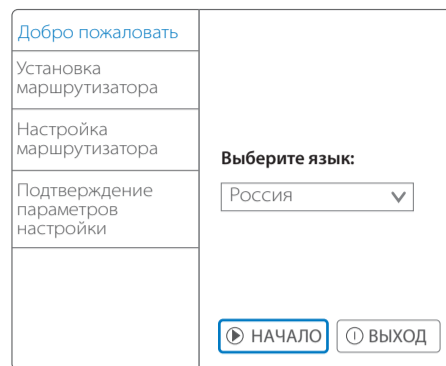 Добро пожаловать
Установка
маршрутизатора
Настройка
маршрутизатора
Подтверждение
параметров
настройки
Выберите язык:
Россия
НАЧАЛО
ВЫХОД